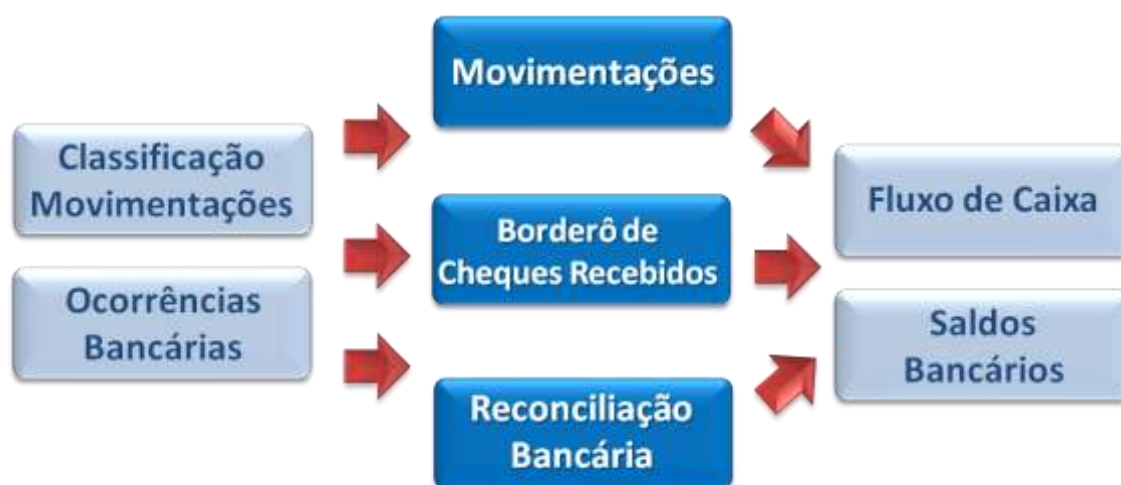 Classificação
Movimentações
Ocorrências
Bancárias
Movimentações
Borderô de
Cheques Recebidos
Reconciliação
Bancária
Fluxo de Caixa
Saldos
Bancários